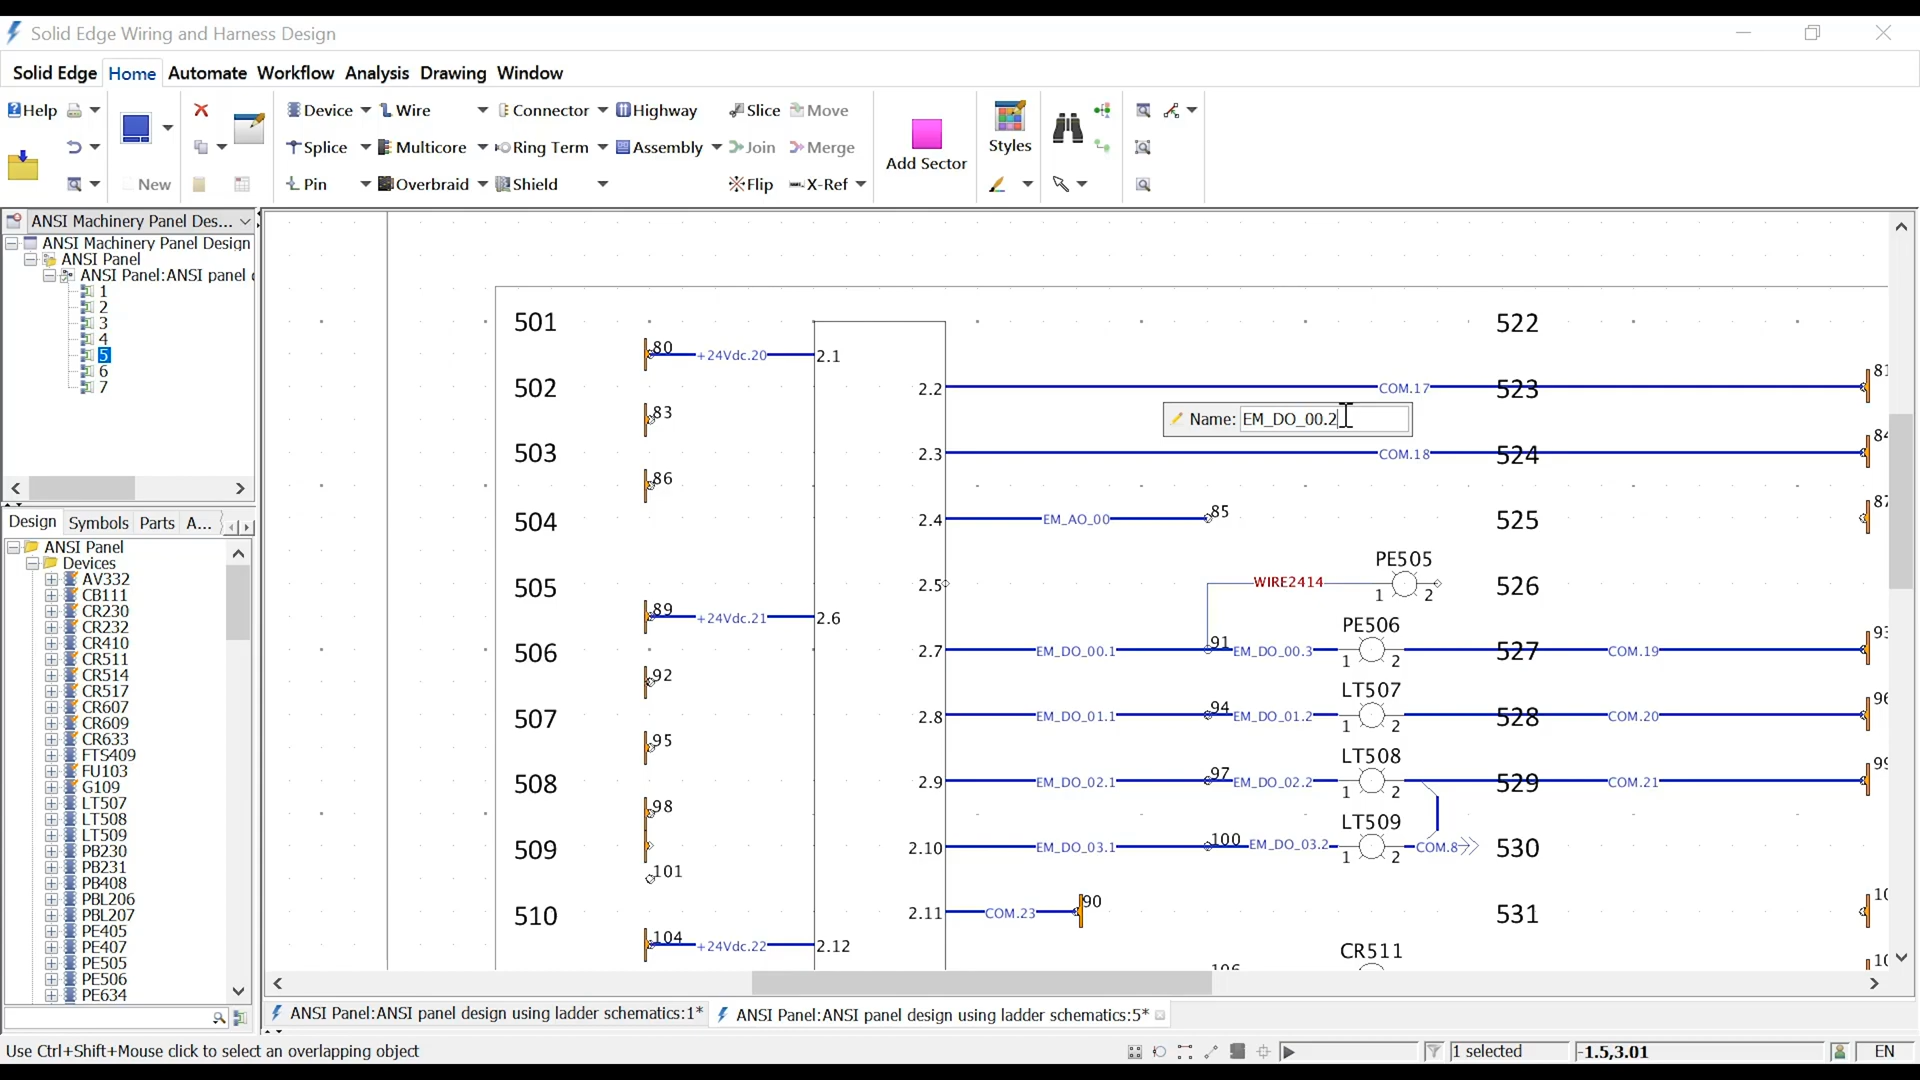 Solid Edge Wiring and Harness Design
Solid Edge Home Automate Workflow Analysis Drawing Window
Help Device Wire Connector Highway Slice Move
Splice Multicore Ring Term Assembly Join Merge Add Sector Styles
New Pin Overbraid Shield Flip X-Ref
ANSI Machinery Panel Des...
ANSI Machinery Panel Design
ANSI Panel
ANSI Panel:ANSI panel
1
2
3
4
5
6
7
Design Symbols Parts A...
ANSI Panel
Devices
AV332
CB111
CR230
CR232
CR410
CR511
CR514
CR517
CR607
CR609
CR633
FTS409
FU103
G109
LT507
LT508
LT509
PB230
PB231
PB408
PBL206
PBL207
PE405
PE407
PE505
PE506
PE634
501 522
80 +24Vdc.20 2.1
502 2.2 COM.17 523 81
83 Name: EM_DO_00.2
503 2.3 COM.18 524 84
86
504 2.4 EM_AO_00 85 525 87
PE505
505 2.5 WIRE2414 1 2 526
89 +24Vdc.21 2.6
PE506
506 2.7 EM_DO_00.1 91 EM_DO_00.3 1 2 527 COM.19 93
92
LT507
507 2.8 EM_DO_01.1 94 EM_DO_01.2 1 2 528 COM.20 96
95
LT508
508 2.9 EM_DO_02.1 97 EM_DO_02.2 1 2 529 COM.21 99
98
LT509
509 2.10 EM_DO_03.1 100 EM_DO_03.2 1 2 COM.8 530
101
510 2.11 COM.23 90 531
104 +24Vdc.22 2.12
CR511
106
ANSI Panel:ANSI panel design using ladder schematics:1* ANSI Panel:ANSI panel design using ladder schematics:5*
Use Ctrl+Shift+Mouse click to select an overlapping object 1 selected -1.5,3.01 EN